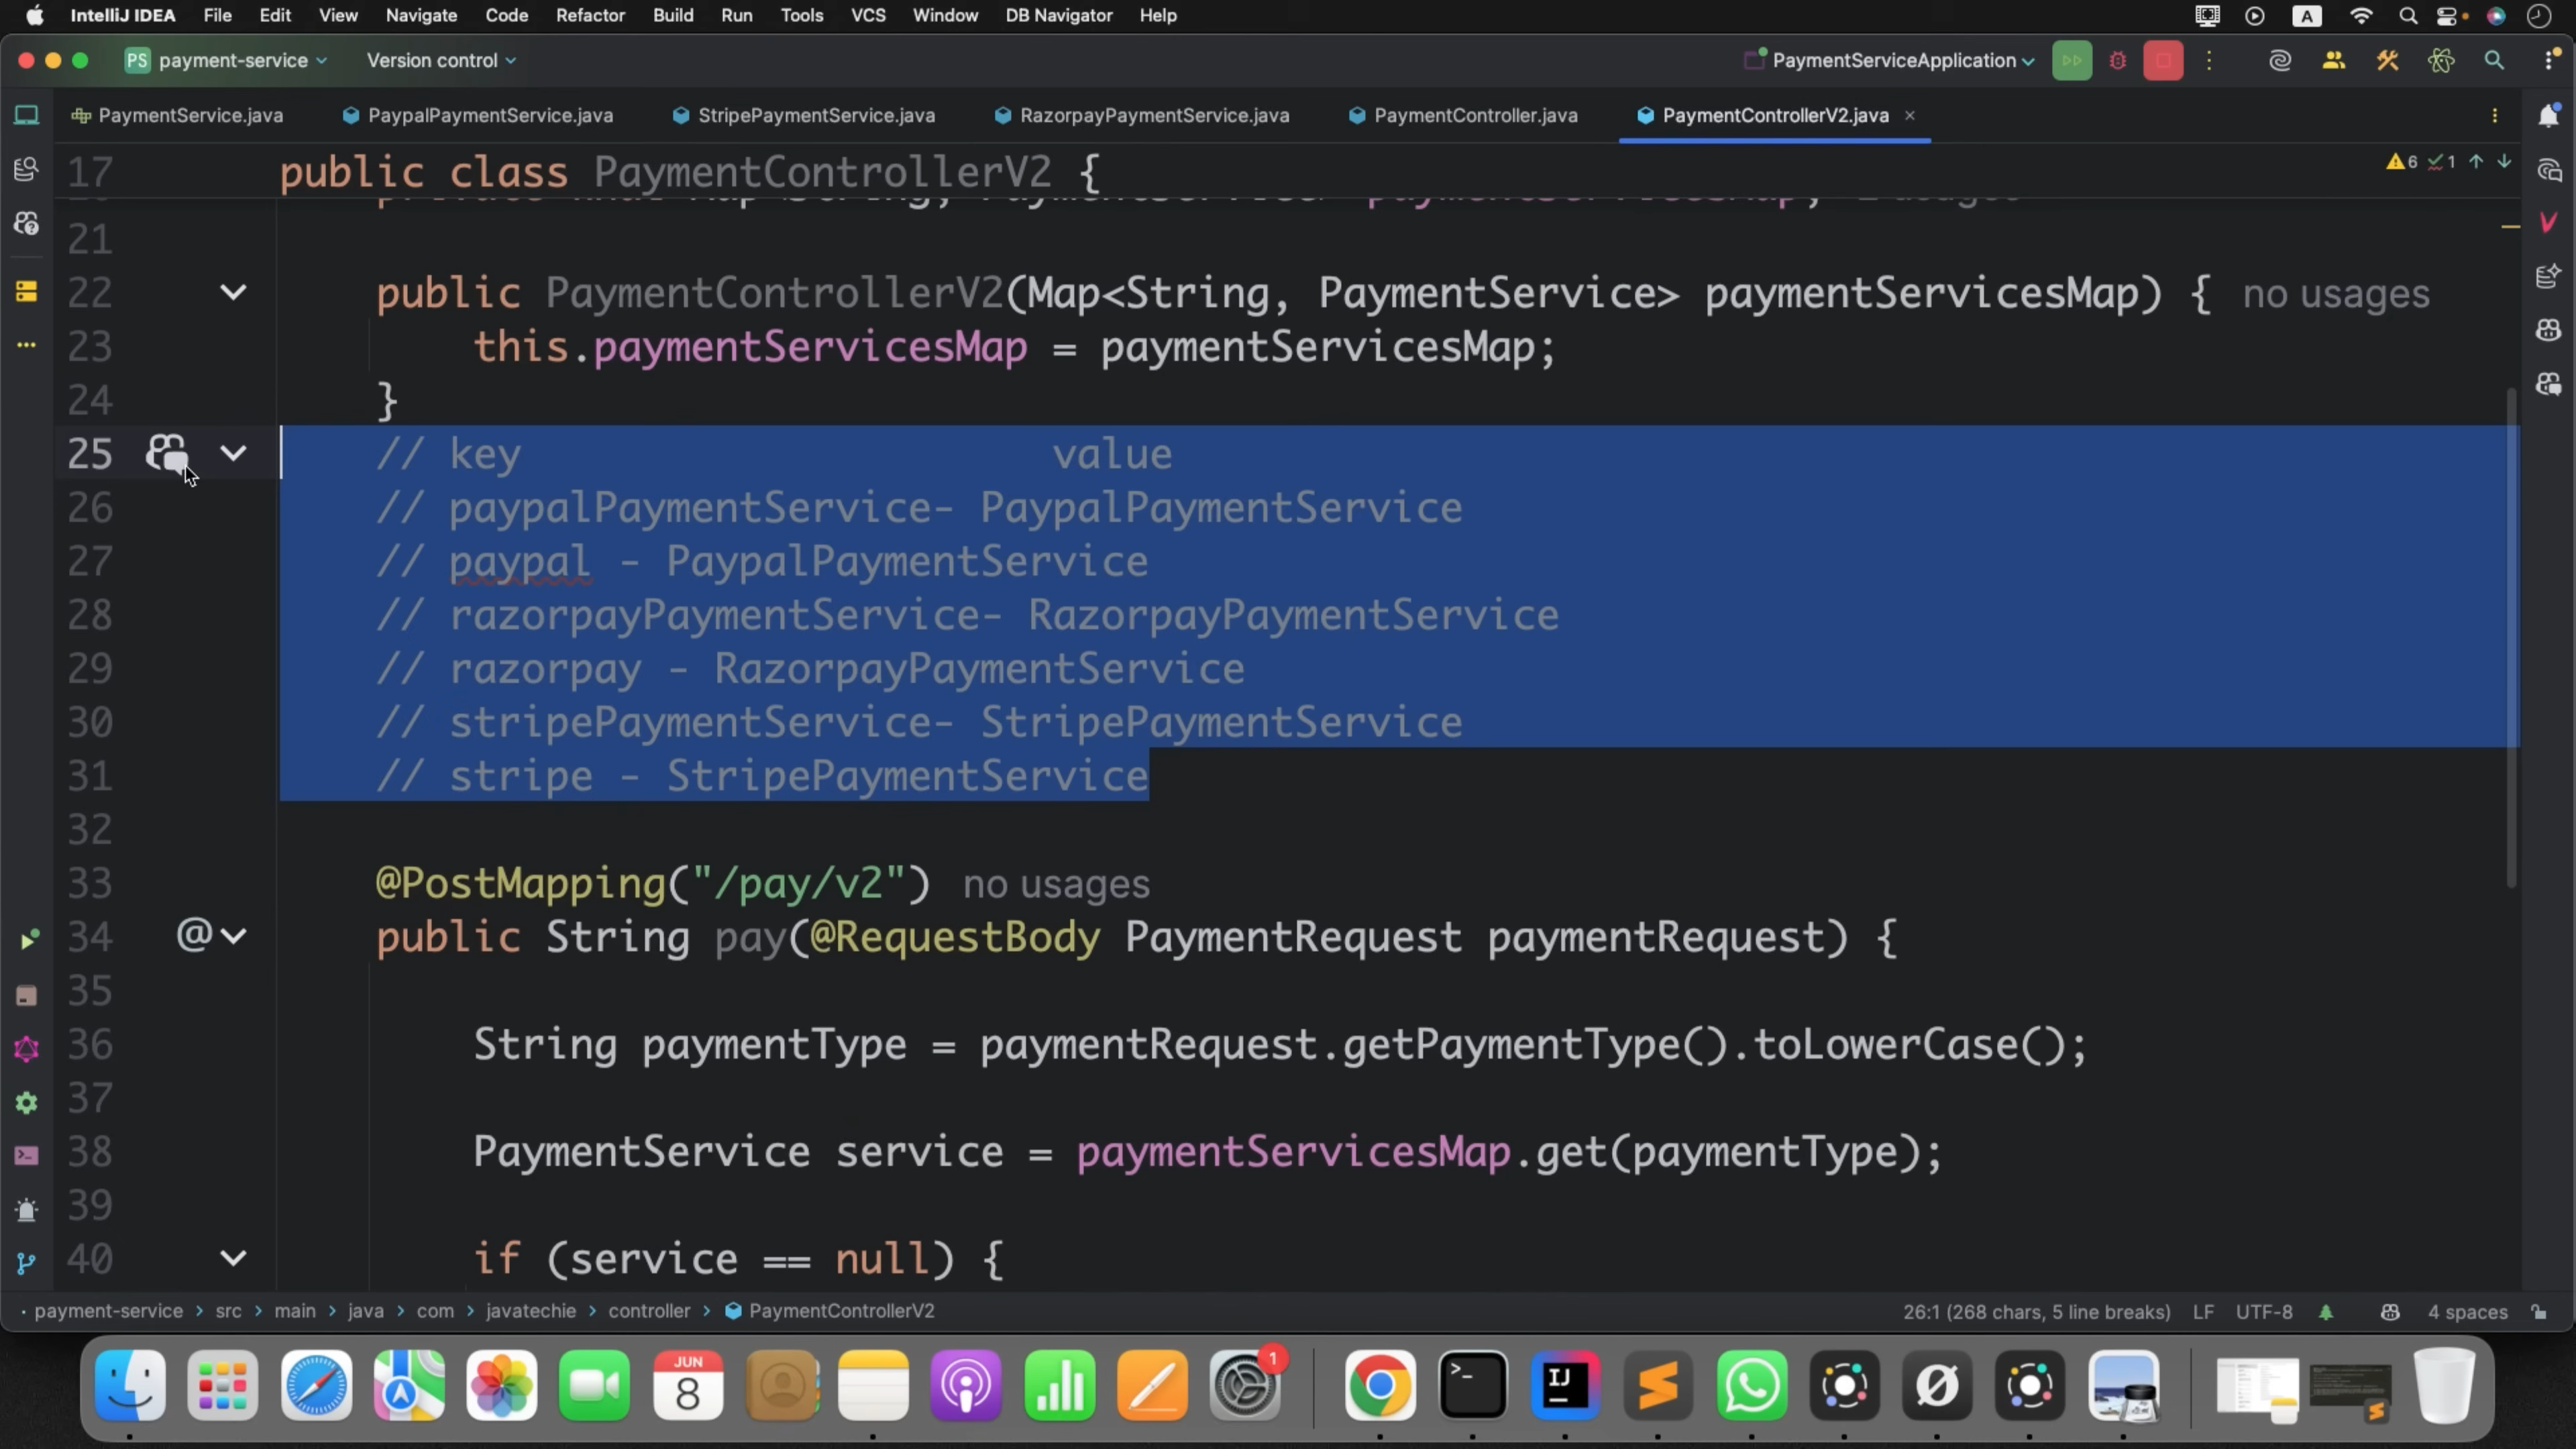 IntelliJ IDEA File Edit View Navigate Code Refactor Build Run Tools VCS Window DB Navigator Help A
PS payment-service Version control PaymentServiceApplication
PaymentService.java PaypalPaymentService.java StripePaymentService.java RazorpayPaymentService.java PaymentController.java PaymentControllerV2.java
17 public class PaymentControllerV2 { 6 1
21
22 public PaymentControllerV2(Map<String, PaymentService> paymentServicesMap) { no usages
23 this.paymentServicesMap = paymentServicesMap;
24 }
25 // key value
26 // paypalPaymentService- PaypalPaymentService
27 // paypal - PaypalPaymentService
28 // razorpayPaymentService- RazorpayPaymentService
29 // razorpay - RazorpayPaymentService
30 // stripePaymentService- StripePaymentService
31 // stripe - StripePaymentService
32
33 @PostMapping("/pay/v2") no usages
34 @ public String pay(@RequestBody PaymentRequest paymentRequest) {
35
36 String paymentType = paymentRequest.getPaymentType().toLowerCase();
37
38 PaymentService service = paymentServicesMap.get(paymentType);
39
40 if (service == null) {
payment-service > src > main > java > com > javatechie > controller > PaymentControllerV2 26:1 (268 chars, 5 line breaks) LF UTF-8 4 spaces
JUN
8
1
IJ